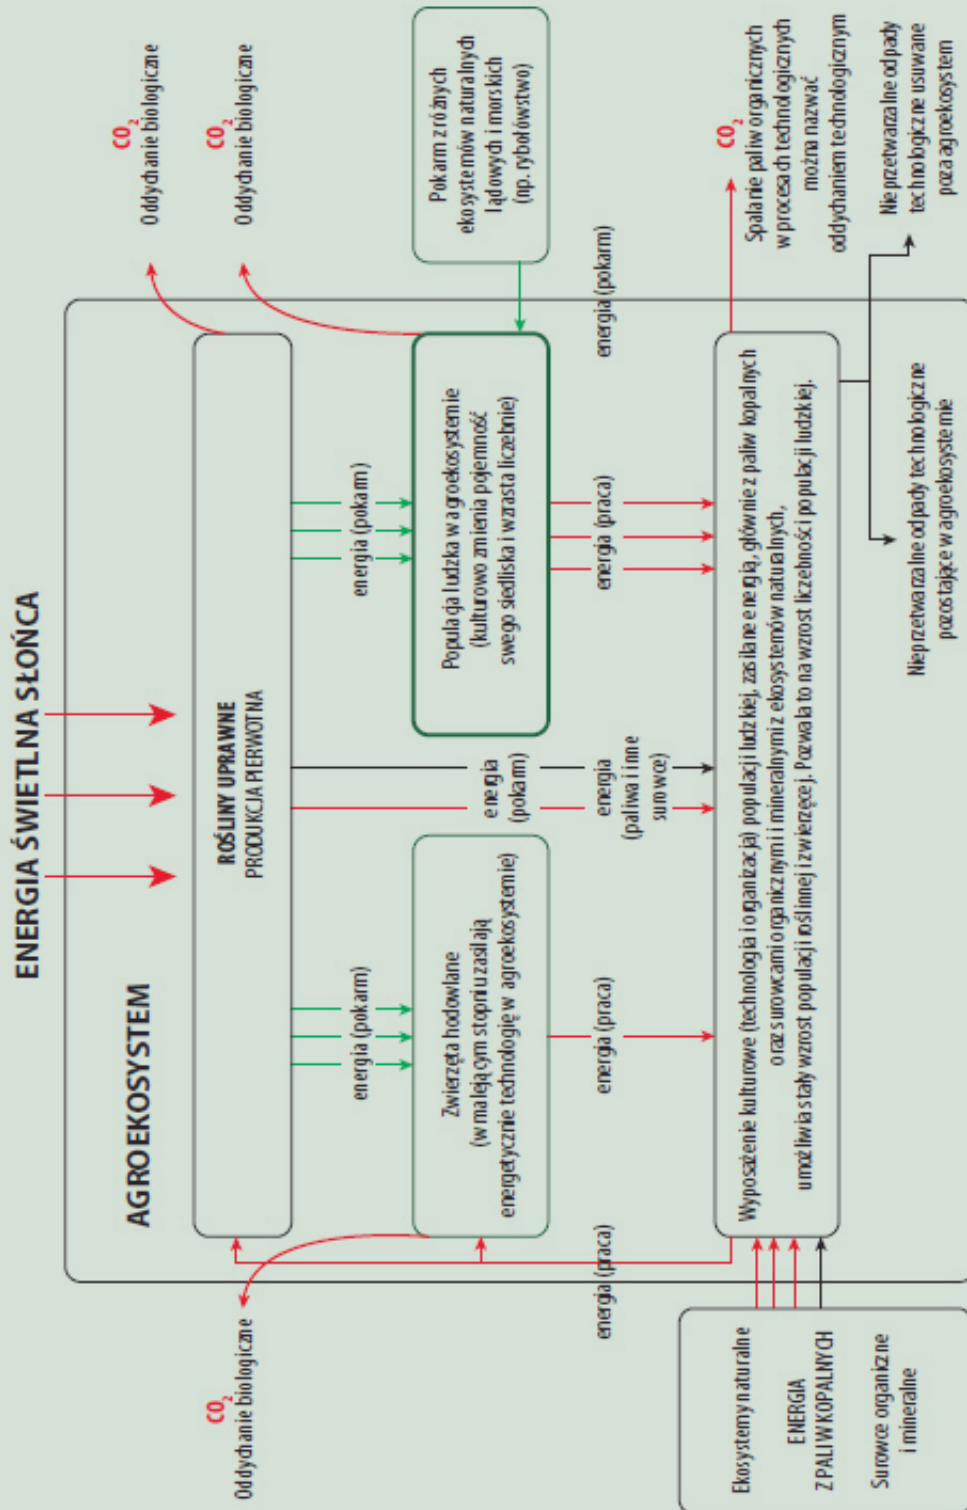 ENERGIA ŚWIETLNA SŁOŃCA
AGROEKOSYSTEM
CO2
Oddychanie biologiczne
ROŚLINY UPRAWNE
PRODUKCJA PIERWOTNA
CO2
Oddychanie biologiczne
CO2
Oddychanie biologiczne
energia (pokarm)
energia (pokarm)
energia (pokarm)
Zwierzęta hodowlane
(w malejącym stopniu zasilają
energetycznie technologię w agroekosystemie)
Populacja ludzka w agroekosystemie
(kulturowo zmienia pojemność
swego siedliska i wzrasta liczebnie)
Pokarm z różnych
ekosystemów naturalnych
lądowych i morskich
(np. rybołówstwo)
energia (praca)
energia (praca)
energia
(paliwa i inne
surowce)
energia (praca)
energia (pokarm)
Ekosystemy naturalne
ENERGIA
Z PALIW KOPALNYCH
Surowce organiczne
i mineralne
Wyposażenie kulturowe (technologia i organizacja) populacji ludzkiej, zasilane energią, głównie z paliw kopalnych
oraz surowcami organicznymi i mineralnymi z ekosystemów naturalnych,
umożliwia stały wzrost populacji roślinnej i zwierzęcej. Pozwala to na wzrost liczebności populacji ludzkiej.
CO2
Spalanie paliw organicznych
w procesach technologicznych
można nazwać
oddychaniem technologicznym
Nieprzetwarzalne odpady
technologiczne usuwane
poza agroekosystem
Nieprzetwarzalne odpady technologiczne
pozostające w agroekosystemie